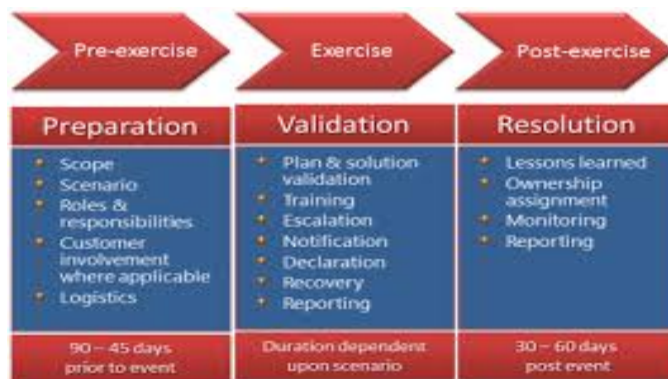 Pre-exercise
Exercise
Post-exercise
Preparation
Scope
Scenario
Roles &
responsibilities
Customer
involvement
where applicable
Logistics
90 – 45 days
prior to event
Validation
Plan & solution
validation
Training
Escalation
Notification
Declaration
Recovery
Reporting
Duration dependent
upon scenario
Resolution
Lessons learned
Ownership
assignment
Monitoring
Reporting
30 – 60 days
post event